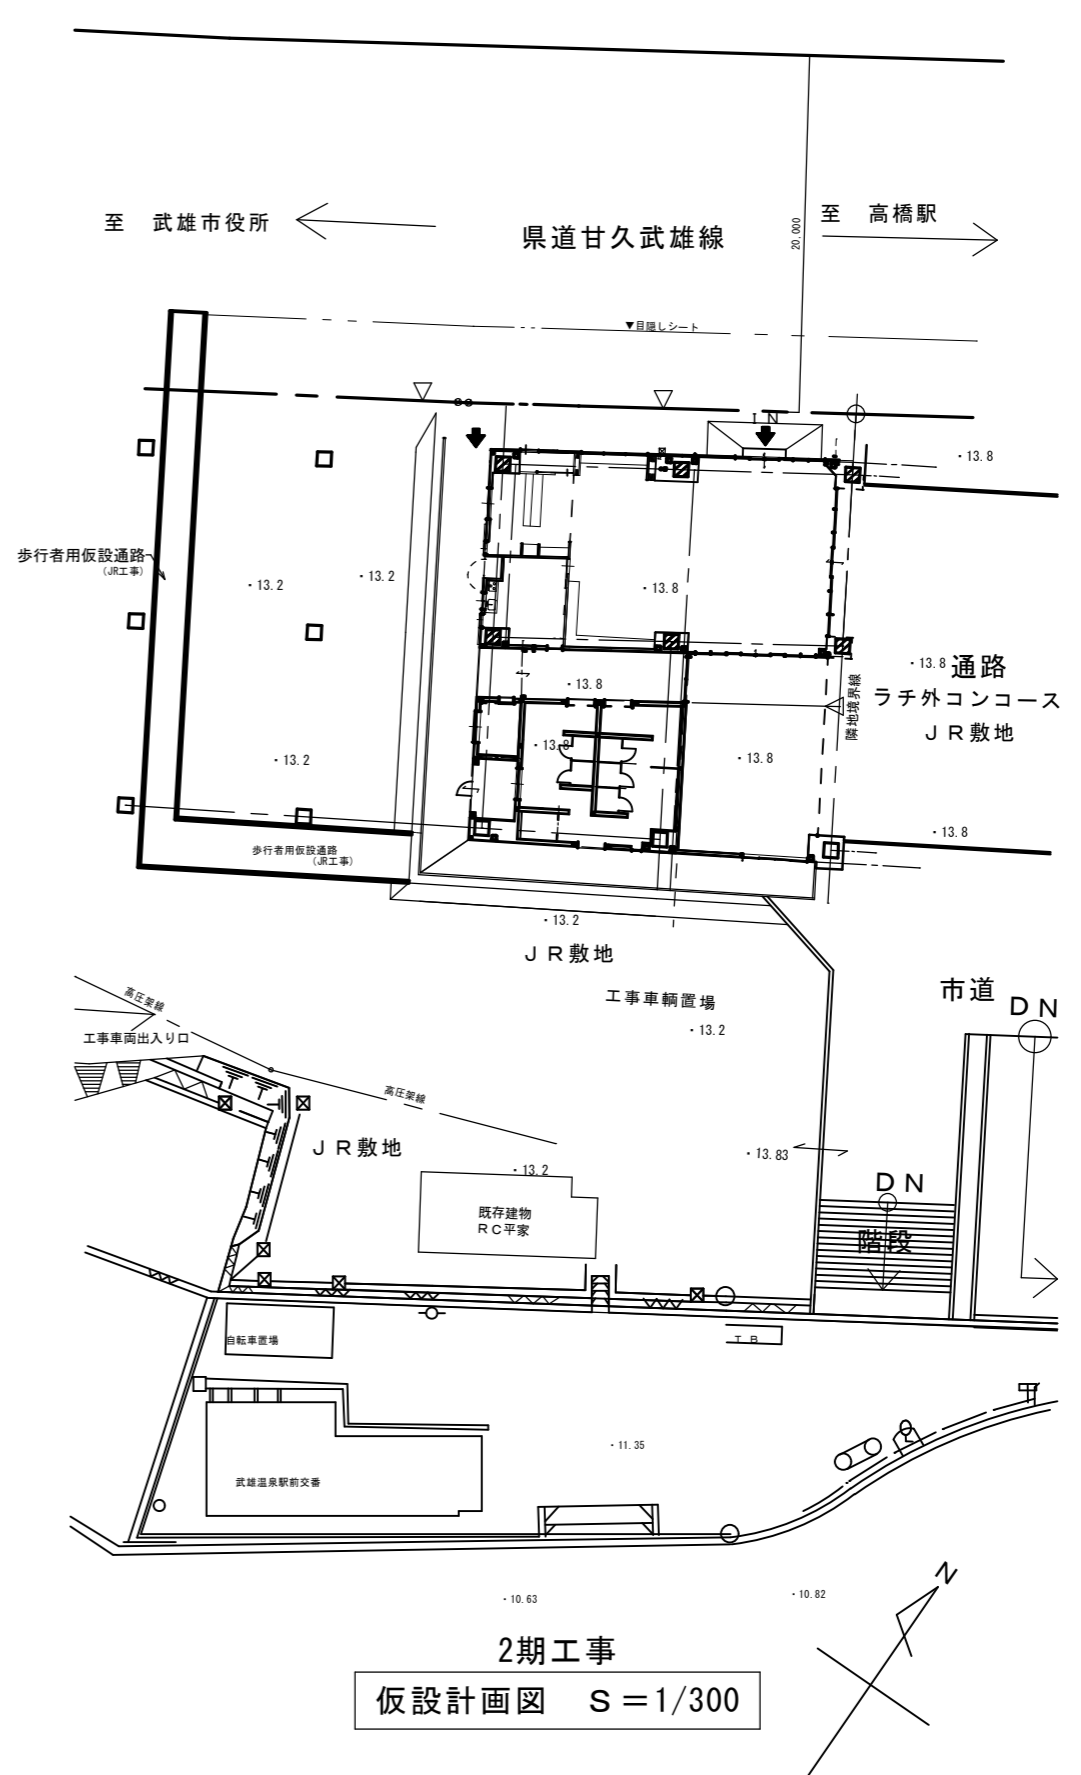 至　武雄市役所
県道甘久武雄線
至　高橋駅
20,000
▼目隠しシート
IN
・13.8
歩行者用仮設通路
(JR工事)
・13.2
・13.2
・13.8
・13.8
・13.8 通路
ラチ外コンコース
JR敷地
隣地境界線
・13.8
・13.8
・13.2
・13.8
歩行者用仮設通路
(JR工事)
・13.2
JR敷地
工事車輌置場
・13.2
市道
DN
高圧架線
工事車両出入り口
高圧架線
JR敷地
・13.2
・13.83
DN
既存建物
RC平家
階段
自転車置場
T B
・11.35
武雄温泉駅前交番
・10.63
・10.82
N
2期工事
仮設計画図　S＝1/300